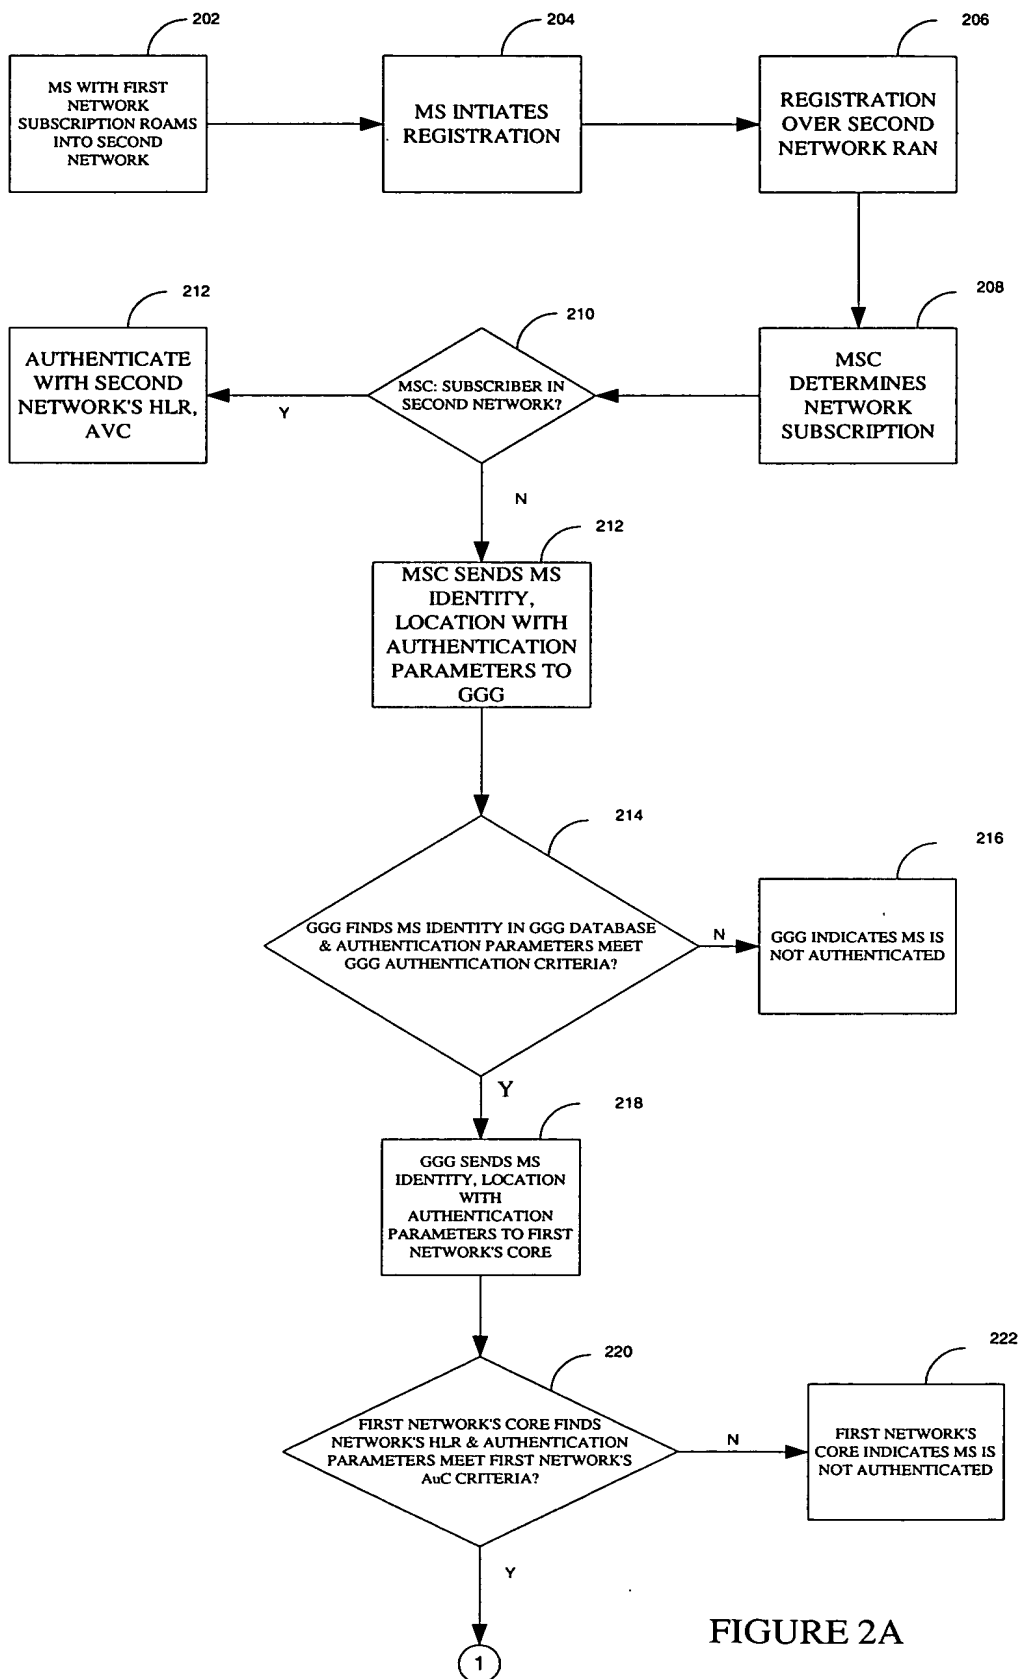 202
MS WITH FIRST
NETWORK
SUBSCRIPTION ROAMS
INTO SECOND
NETWORK
204
MS INTIATES
REGISTRATION
206
REGISTRATION
OVER SECOND
NETWORK RAN
212
AUTHENTICATE
WITH SECOND
NETWORK'S HLR,
AVC
Y
210
MSC: SUBSCRIBER IN
SECOND NETWORK?
208
MSC
DETERMINES
NETWORK
SUBSCRIPTION
N
212
MSC SENDS MS
IDENTITY,
LOCATION WITH
AUTHENTICATION
PARAMETERS TO
GGG
214
GGG FINDS MS IDENTITY IN GGG DATABASE
& AUTHENTICATION PARAMETERS MEET
GGG AUTHENTICATION CRITERIA?
N
216
GGG INDICATES MS IS
NOT AUTHENTICATED
Y
218
GGG SENDS MS
IDENTITY, LOCATION
WITH
AUTHENTICATION
PARAMETERS TO FIRST
NETWORK'S CORE
220
FIRST NETWORK'S CORE FINDS
NETWORK'S HLR & AUTHENTICATION
PARAMETERS MEET FIRST NETWORK'S
AuC CRITERIA?
N
222
FIRST NETWORK'S
CORE INDICATES MS IS
NOT AUTHENTICATED
Y
1
FIGURE 2A